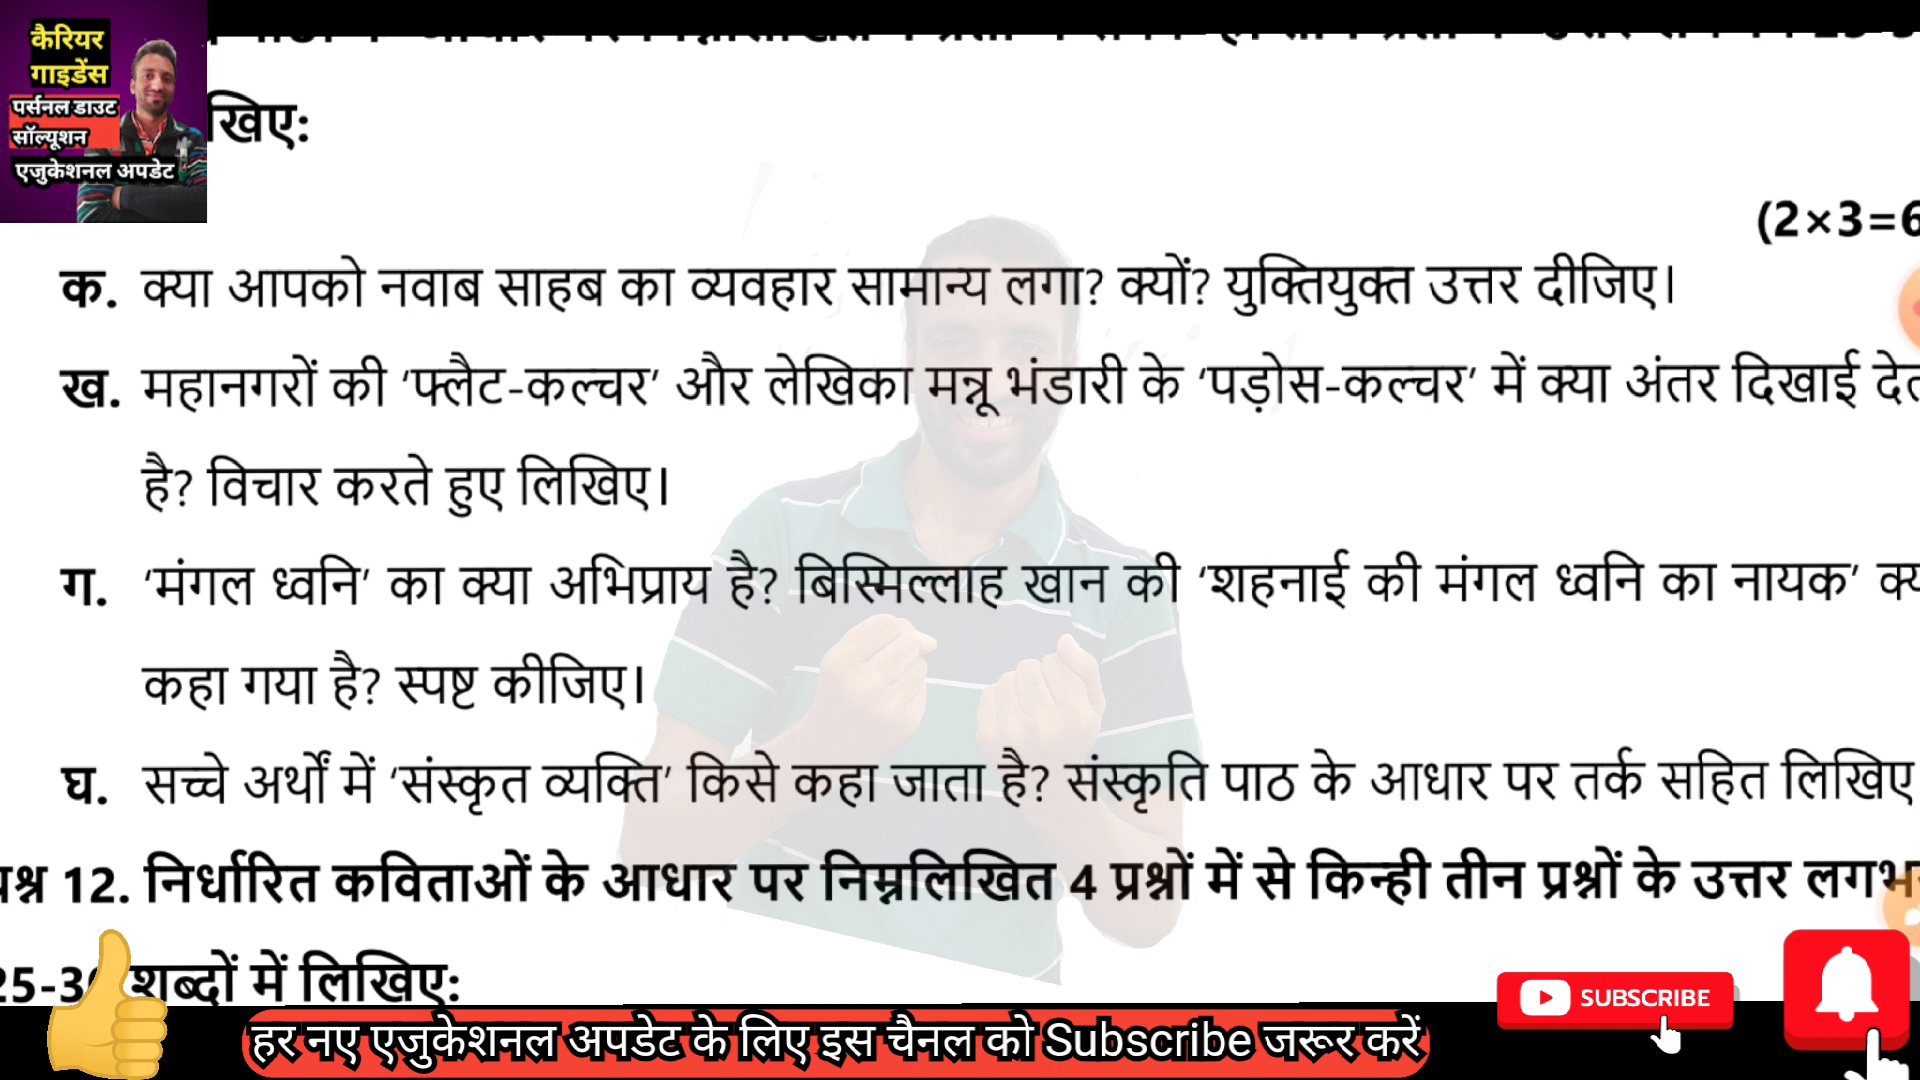 कैरियर
गाइडेंस
पर्सनल डाउट
सॉल्यूशन
एजुकेशनल अपडेट
खिए:
(2×3=6
क. क्या आपको नवाब साहब का व्यवहार सामान्य लगा? क्यों? युक्तियुक्त उत्तर दीजिए।
ख. महानगरों की ‘फ्लैट-कल्चर’ और लेखिका मन्नू भंडारी के ‘पड़ोस-कल्चर’ में क्या अंतर दिखाई
है? विचार करते हुए लिखिए।
ग. ‘मंगल ध्वनि’ का क्या अभिप्राय है? बिस्मिल्लाह खान की ‘शहनाई की मंगल ध्वनि का नायक’
कहा गया है? स्पष्ट कीजिए।
घ. सच्चे अर्थों में ‘संस्कृत व्यक्ति’ किसे कहा जाता है? संस्कृति पाठ के आधार पर तर्क सहित लिखिए
12. निर्धारित कविताओं के आधार पर निम्नलिखित 4 प्रश्नों में से किन्ही तीन प्रश्नों के उत्तर
शब्दों में लिखिए:
SUBSCRIBE
हर नए एजुकेशनल अपडेट के लिए इस चैनल को Subscribe जरूर करें